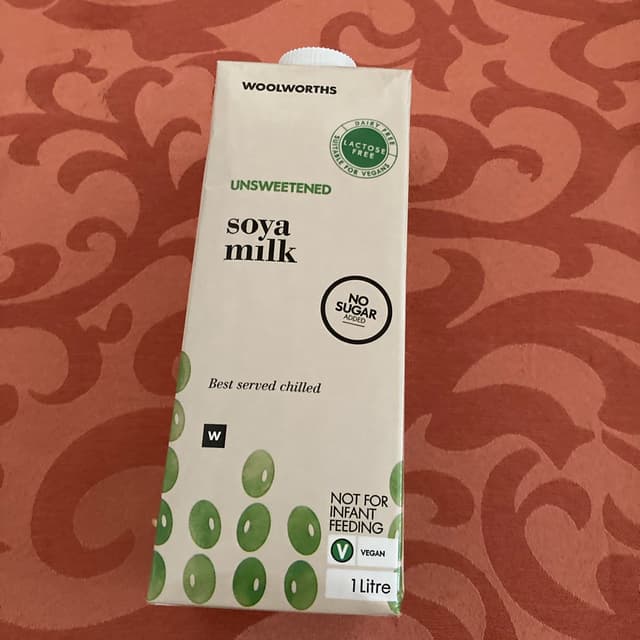 WOOLWORTHS
DAIRY FREE
LACTOSE
FREE
SUITABLE FOR VEGANS
UNSWEETENED
soya
milk
NO
SUGAR
ADDED
Best served chilled
W
NOT FOR
INFANT
FEEDING
V VEGAN
1 Litre